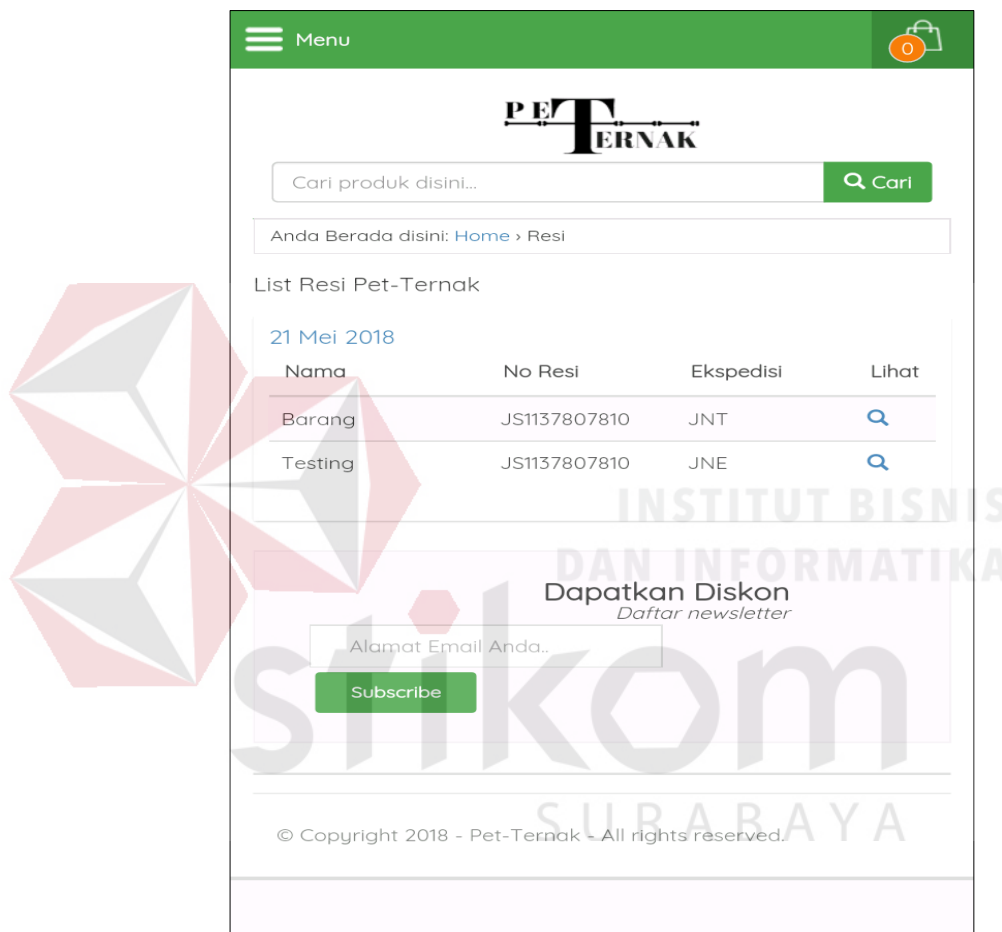 Menu
0
PET TERNAK
Cari produk disini...
Cari
Anda Berada disini: Home › Resi
List Resi Pet-Ternak
21 Mei 2018
Nama No Resi Ekspedisi Lihat
Barang JS1137807810 JNT
Testing JS1137807810 JNE
INSTITUT BISNIS
DAN INFORMATIKA
Dapatkan Diskon
Daftar newsletter
Alamat Email Anda..
Subscribe
stikom
SURABAYA
© Copyright 2018 - Pet-Ternak - All rights reserved.